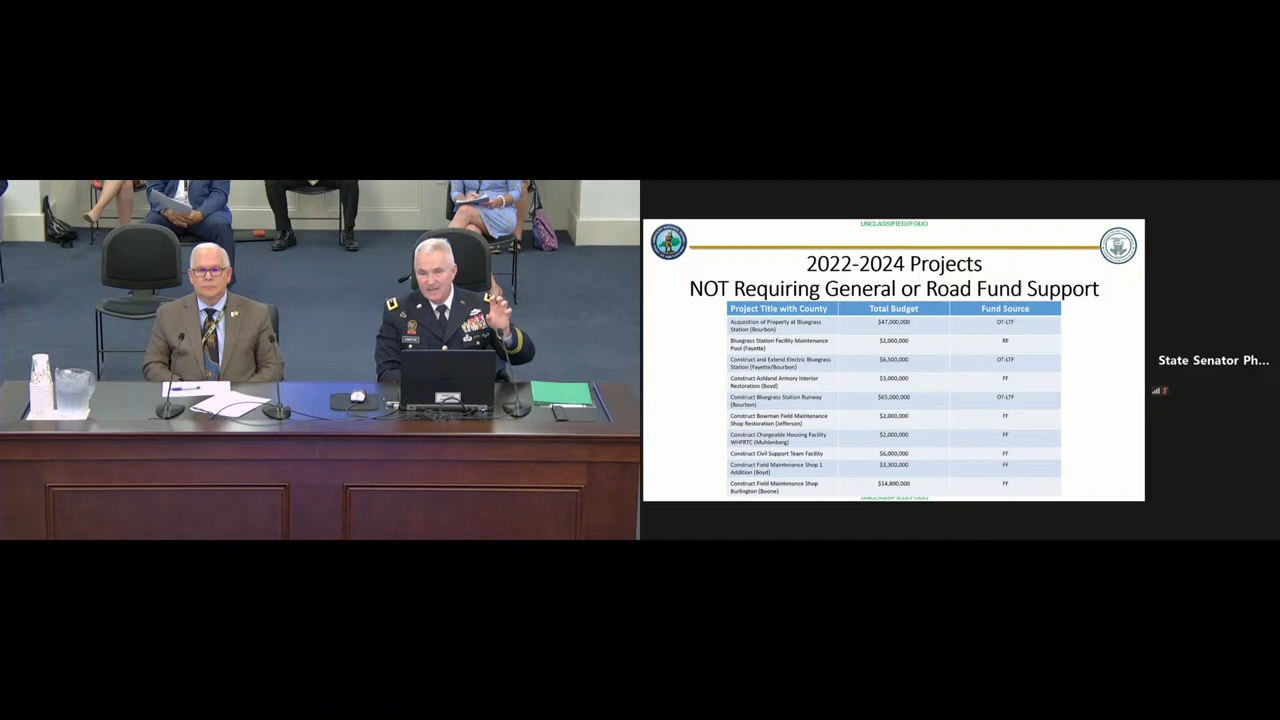 UNCLASSIFIED//FOUO
2022-2024 Projects
NOT Requiring General or Road Fund Support
Project Title with County Total Budget Fund Source
Acquisition of Property at Bluegrass
Station (Bourbon) $47,000,000 OT-LTF
Bluegrass Station Facility Maintenance
Pool (Fayette) $2,000,000 RF
Construct and Extend Electric Bluegrass
Station (Fayette/Bourbon) $6,500,000 OT-LTF
Construct Ashland Armory Interior
Restoration (Boyd) $3,000,000 FF
Construct Bluegrass Station Runway
(Bourbon) $65,000,000 OT-LTF
Construct Bowman Field Maintenance
Shop Restoration (Jefferson) $2,000,000 FF
Construct Chargeable Housing Facility
WHFRTC (Muhlenberg) $2,000,000 FF
Construct Civil Support Team Facility $6,000,000 FF
Construct Field Maintenance Shop 1
Addition (Boyd) $3,300,000 FF
Construct Field Maintenance Shop
Burlington (Boone) $14,800,000 FF
UNCLASSIFIED//FOUO
State Senator Ph...